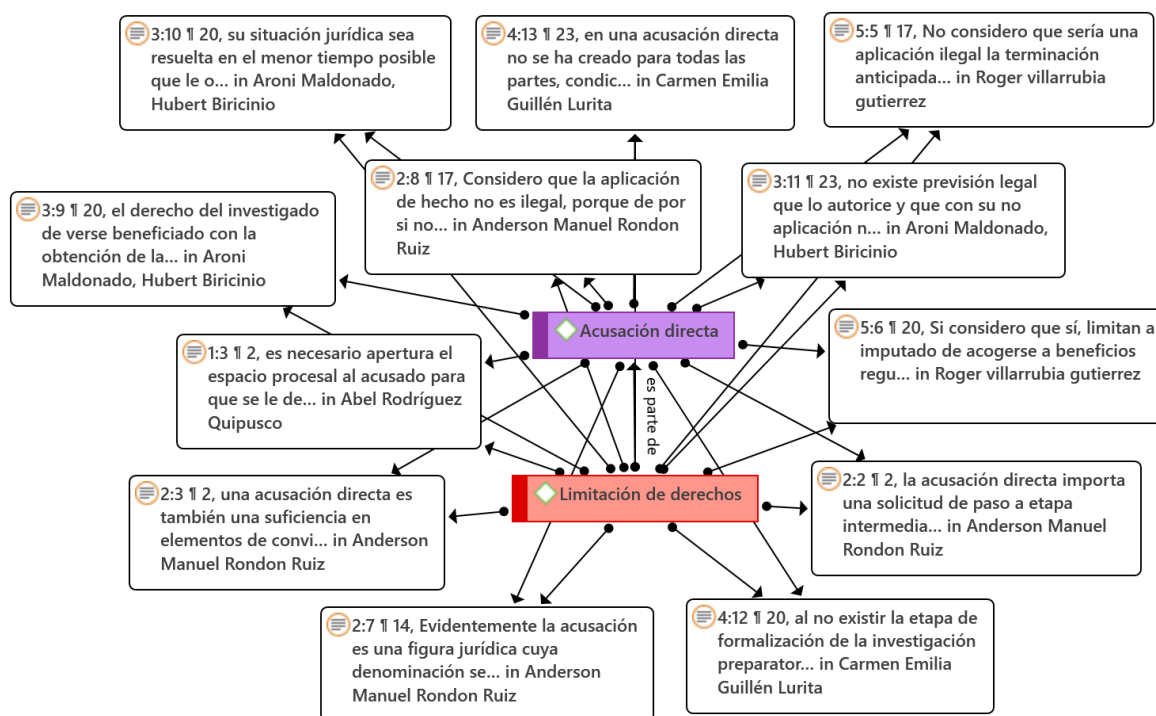 3:10 ¶ 20, su situación jurídica sea
resuelta en el menor tiempo posible
que le o... in Aroni Maldonado,
Hubert Biricinio
4:13 ¶ 23, en una acusación directa
no se ha creado para todas las
partes, condic... in Carmen Emilia
Guillén Lurita
5:5 ¶ 17, No considero que sería una
aplicación ilegal la terminación
anticipada... in Roger villarrubia
gutierrez
2:8 ¶ 17, Considero que la aplicación
de hecho no es ilegal, porque de por
si no... in Anderson Manuel Rondon
Ruiz
3:11 ¶ 23, no existe previsión legal
que lo autorice y que con su no
aplicación n... in Aroni Maldonado,
Hubert Biricinio
3:9 ¶ 20, el derecho del investigado
de verse beneficiado con la
obtención de la... in Aroni
Maldonado, Hubert Biricinio
Acusación directa
5:6 ¶ 20, Si considero que sí, limitan a
imputado de acogerse a beneficios
regu... in Roger villarrubia gutierrez
1:3 ¶ 2, es necesario apertura el
espacio procesal al acusado para
que se le de... in Abel Rodríguez
Quipusco
es parte de
2:3 ¶ 2, una acusación directa es
también una suficiencia en
elementos de convi... in Anderson
Manuel Rondon Ruiz
Limitación de derechos
2:2 ¶ 2, la acusación directa importa
una solicitud de paso a etapa
intermedia... in Anderson Manuel
Rondon Ruiz
2:7 ¶ 14, Evidentemente la acusación
es una figura jurídica cuya
denominación se... in Anderson
Manuel Rondon Ruiz
4:12 ¶ 20, al no existir la etapa de
formalización de la investigación
preparator... in Carmen Emilia
Guillén Lurita